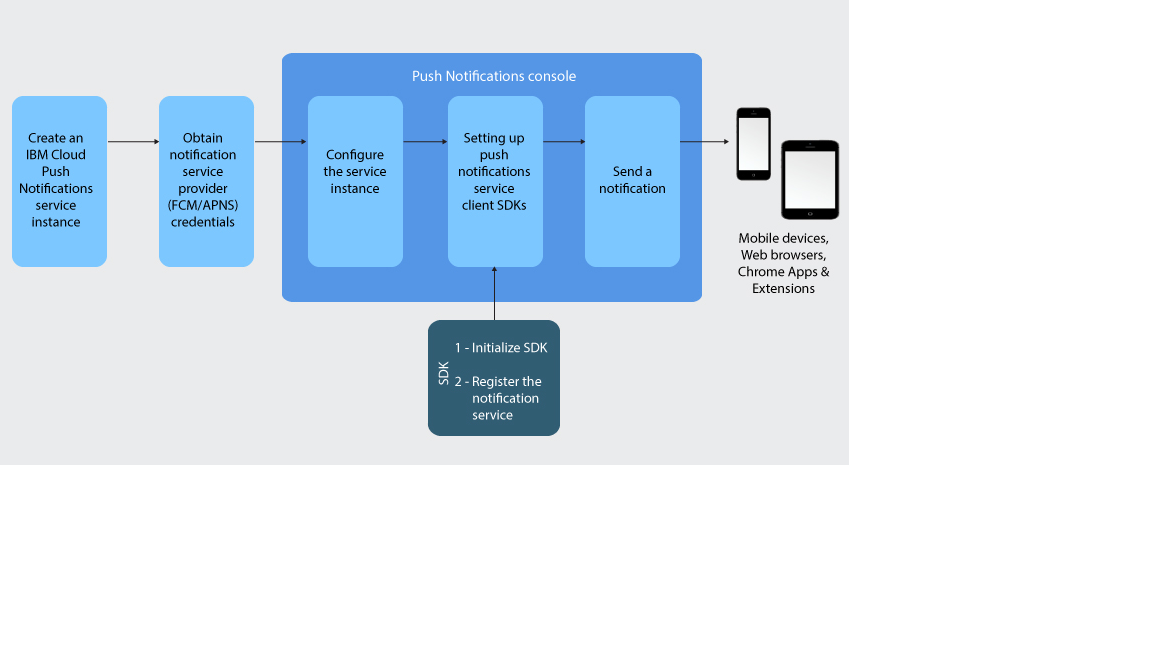 Push Notifications console
Create an
IBM Cloud
Push
Notifications
service
instance
Obtain
notification
service
provider
(FCM/APNS)
credentials
Configure
the service
instance
Setting up
push
notifications
service
client SDKs
Send a
notification
Mobile devices,
Web browsers,
Chrome Apps &
Extensions
SDK
1 - Initialize SDK
2 - Register the
notification
service